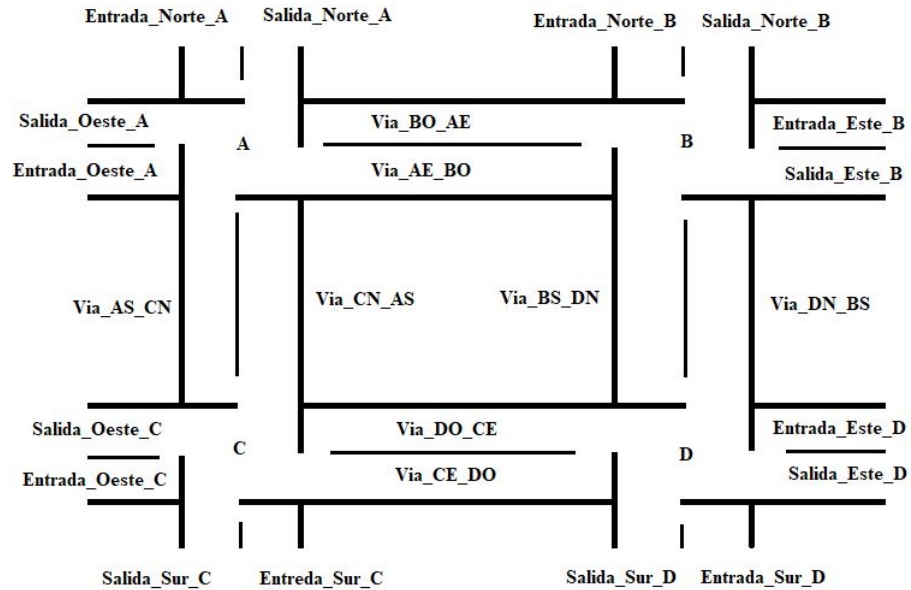 Entrada_Norte_A
Salida_Norte_A
Entrada_Norte_B
Salida_Norte_B
Salida_Oeste_A
A
Via_BO_AE
B
Entrada_Este_B
Entrada_Oeste_A
Via_AE_BO
Salida_Este_B
Via_AS_CN
Via_CN_AS
Via_BS_DN
Via_DN_BS
Salida_Oeste_C
C
Via_DO_CE
D
Entrada_Este_D
Entrada_Oeste_C
Via_CE_DO
Salida_Este_D
Salida_Sur_C
Entreda_Sur_C
Salida_Sur_D
Entrada_Sur_D